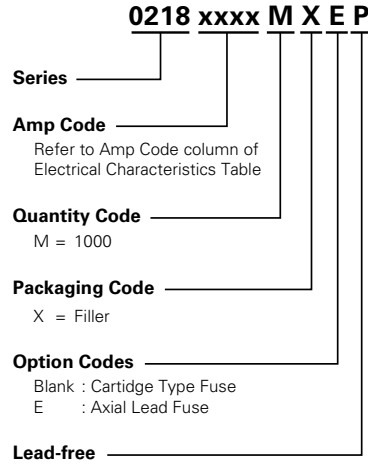 0218 xxxx M X E P
Series
Amp Code
Refer to Amp Code column of
Electrical Characteristics Table
Quantity Code
M = 1000
Packaging Code
X = Filler
Option Codes
Blank : Cartidge Type Fuse
E : Axial Lead Fuse
Lead-free